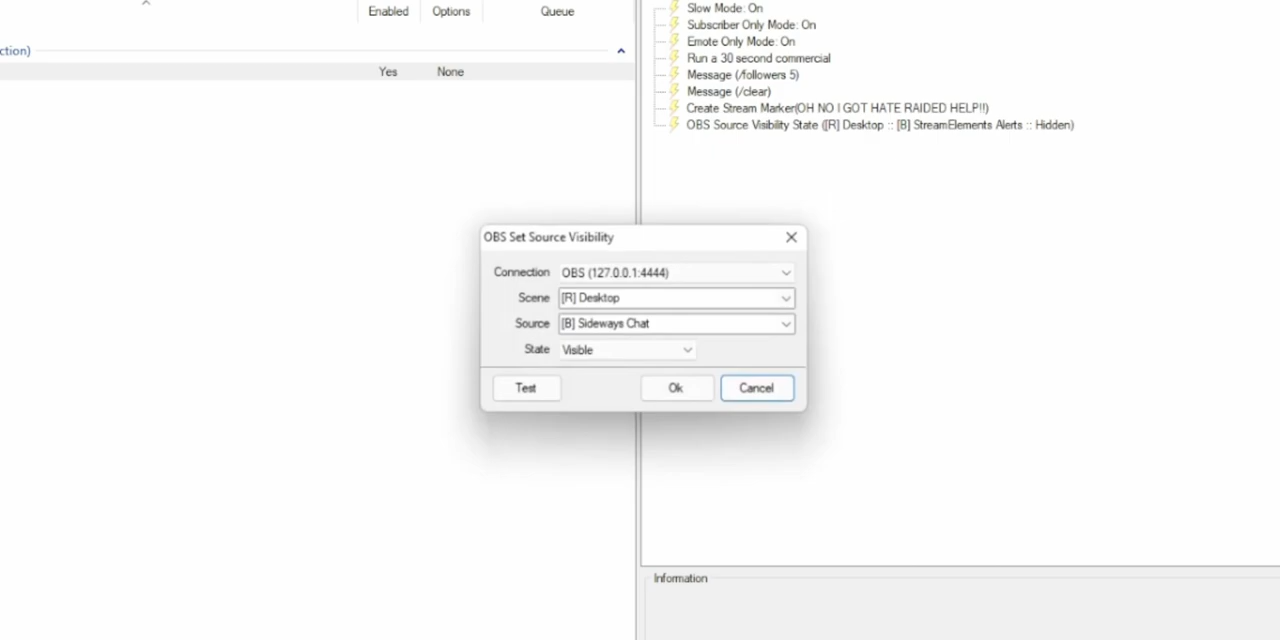 Enabled Options Queue
ction)
Yes None
Slow Mode: On
Subscriber Only Mode: On
Emote Only Mode: On
Run a 30 second commercial
Message (/followers 5)
Message (/clear)
Create Stream Marker(OH NO I GOT HATE RAIDED HELP!!)
OBS Source Visibility State ([R] Desktop :: [B] StreamElements Alerts :: Hidden)
OBS Set Source Visibility
Connection OBS (127.0.0.1:4444)
Scene [R] Desktop
Source [B] Sideways Chat
State Visible
Test Ok Cancel
Information